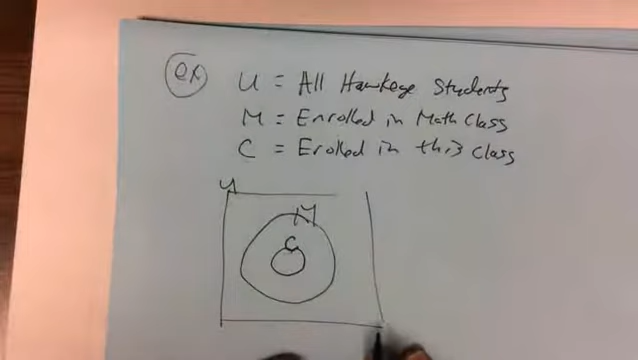 ex
U = All Hawkeye Students
M = Enrolled in Math Class
C = Erolled in this Class
U
M
C